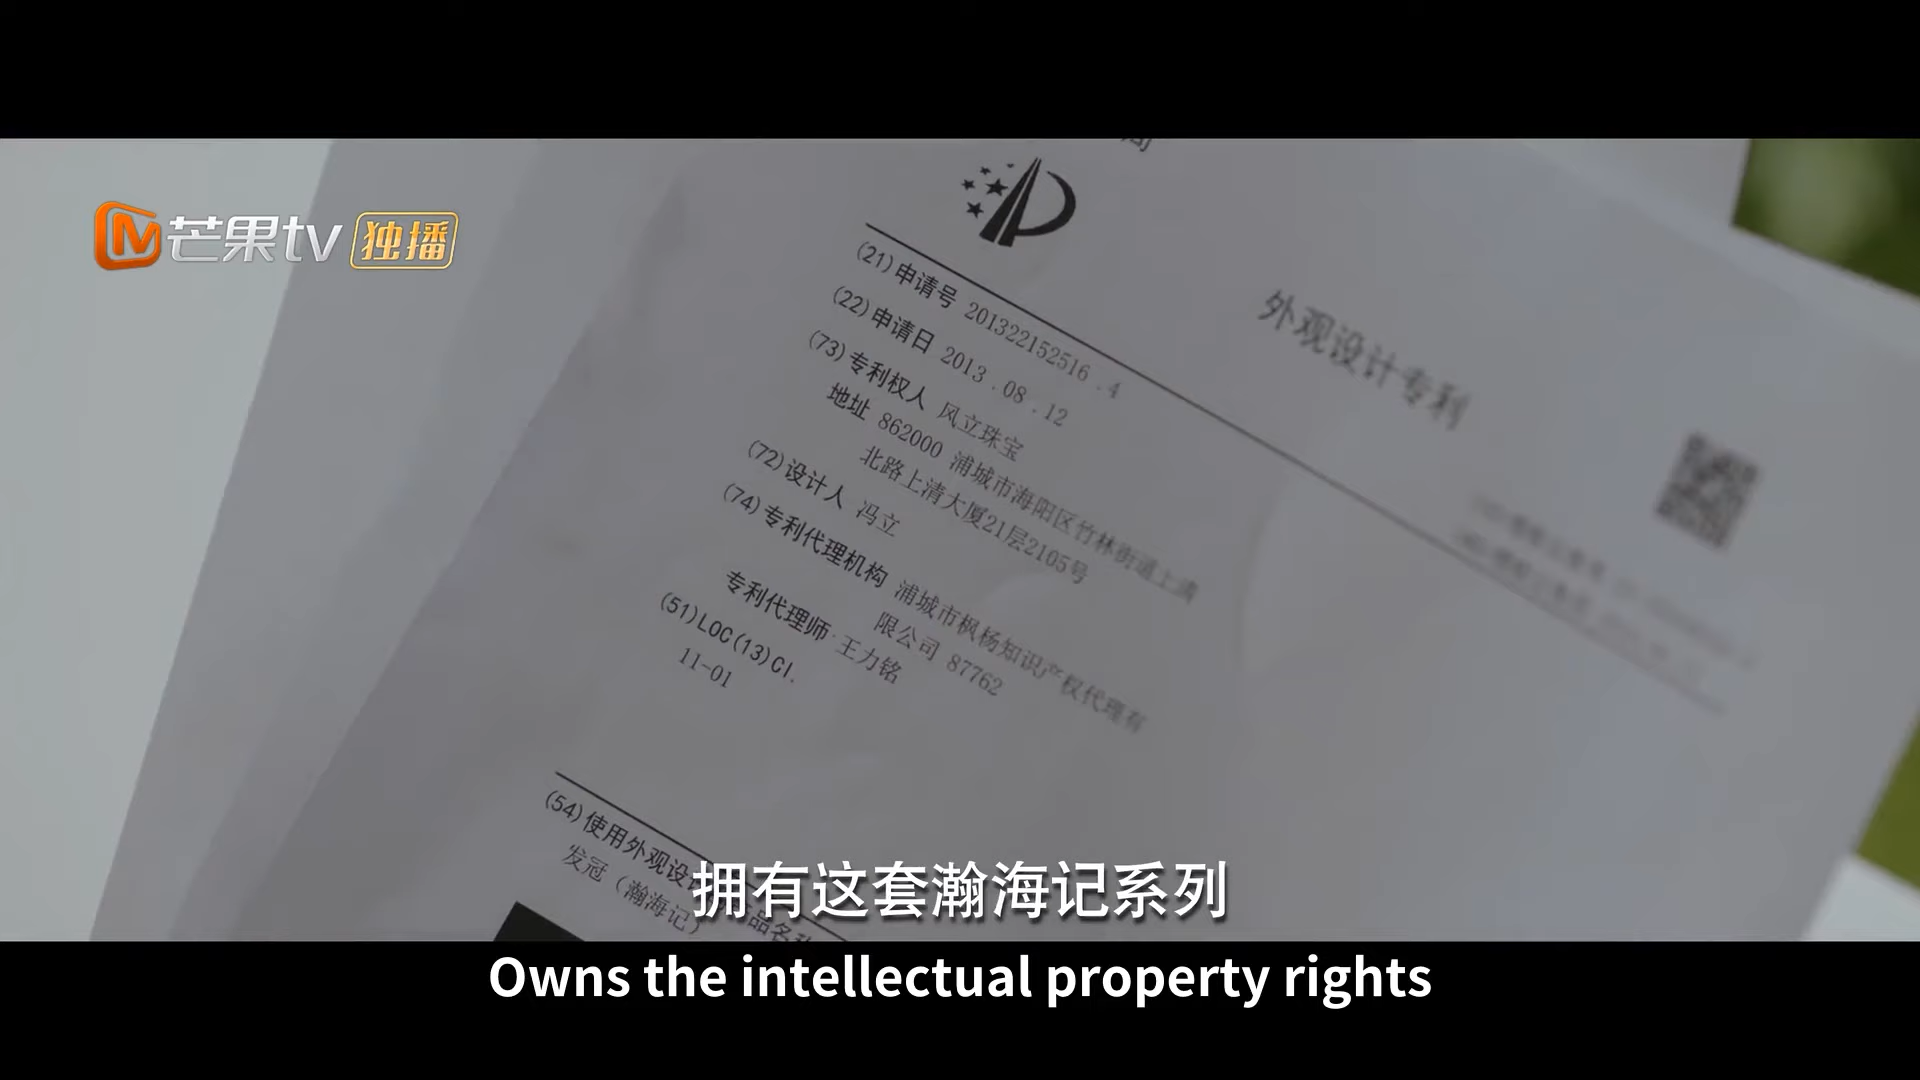 芒果tv 独播
(21)申请号 201322152516.4
(22)申请日 2013.08.12
(73)专利权人 风立珠宝
地址 862000 浦城市海阳区竹林街道上清
北路上清大厦21层2105号
(72)设计人 冯立
(74)专利代理机构 浦城市枫杨知识产权代理有
限公司 87762
专利代理师 王力铭
(51)LOC(13)Cl.
11-01
外观设计专利
(54)使用外观设
品名称
发冠（瀚海记）
拥有这套瀚海记系列
Owns the intellectual property rights